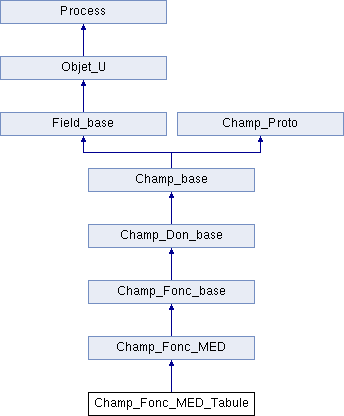 Process
Objet_U
Field_base
Champ_Proto
Champ_base
Champ_Don_base
Champ_Fonc_base
Champ_Fonc_MED
Champ_Fonc_MED_Tabule